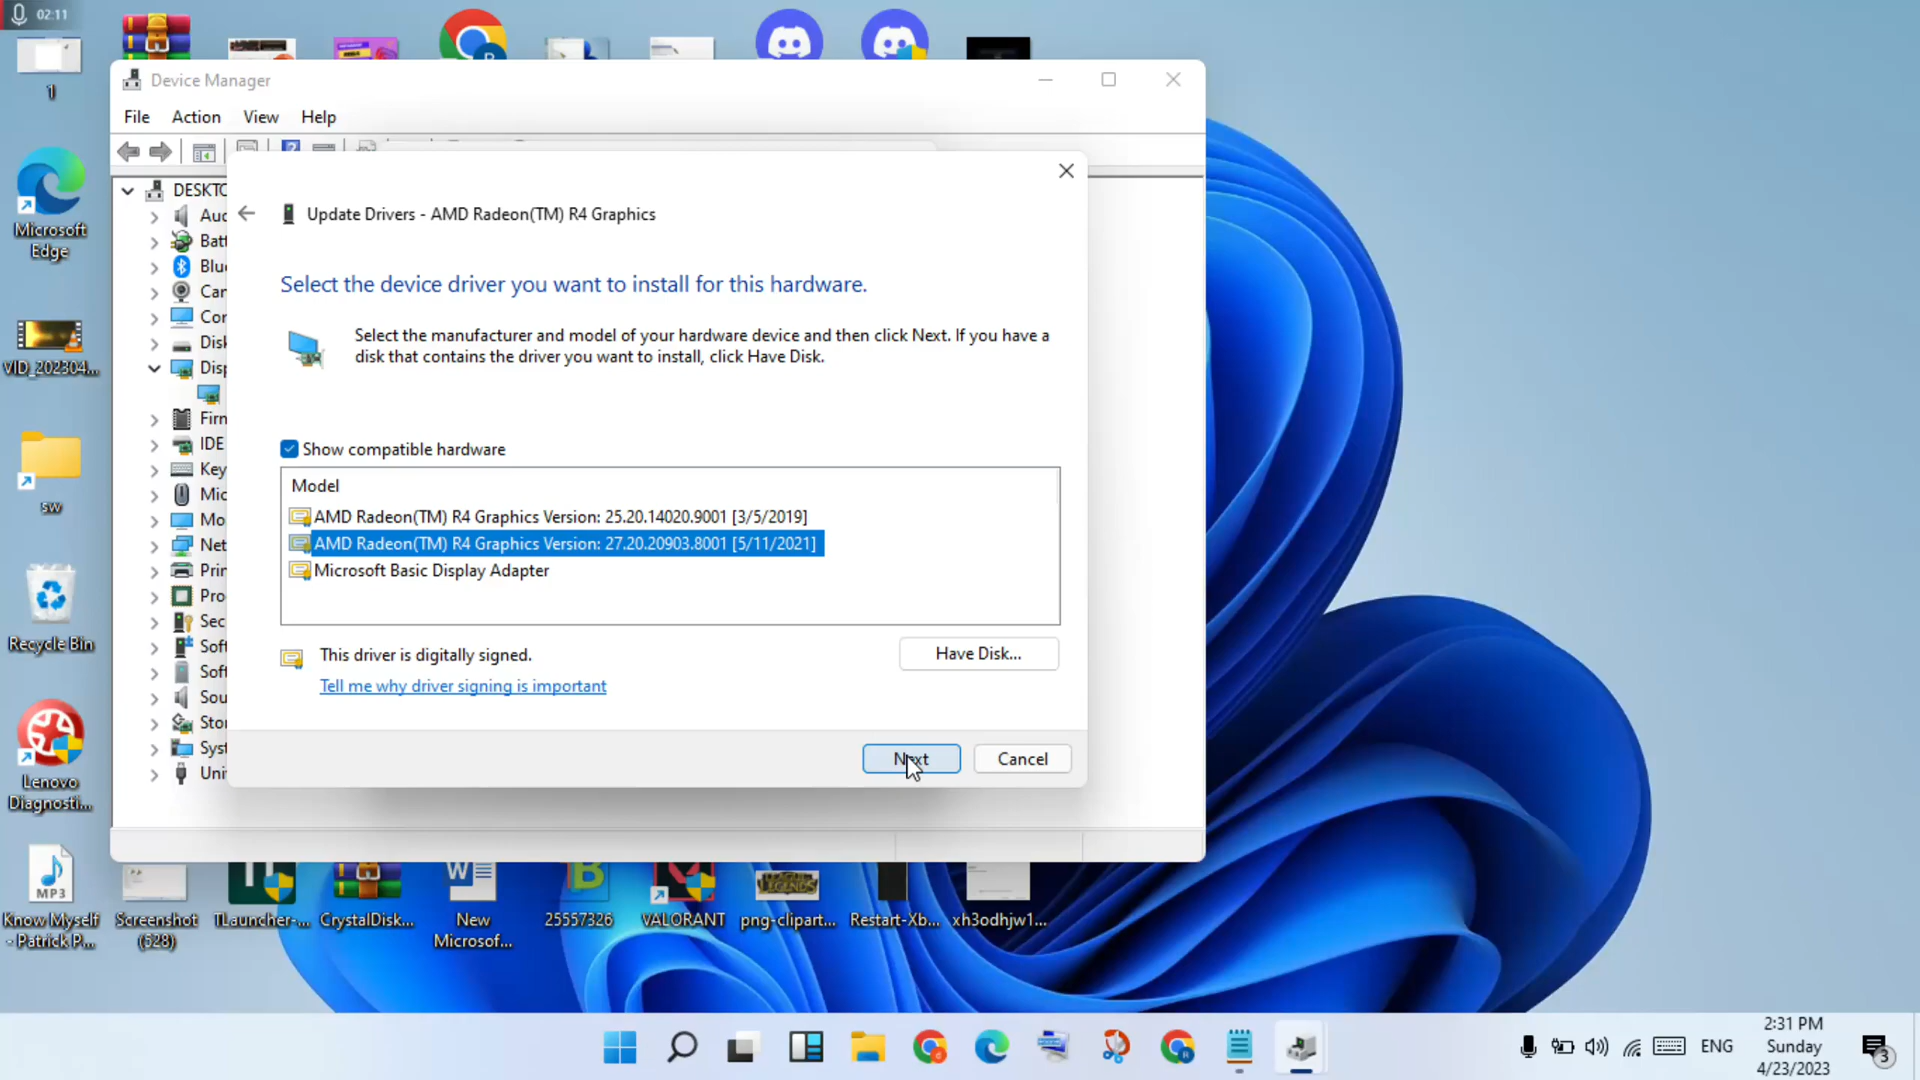 02:11
1
Device Manager
File Action View Help
DESKTC
Update Drivers - AMD Radeon(TM) R4 Graphics
Select the device driver you want to install for this hardware.
Select the manufacturer and model of your hardware device and then click Next. If you have a
disk that contains the driver you want to install, click Have Disk.
Show compatible hardware
Model
AMD Radeon(TM) R4 Graphics Version: 25.20.14020.9001 [3/5/2019]
AMD Radeon(TM) R4 Graphics Version: 27.20.20903.8001 [5/11/2021]
Microsoft Basic Display Adapter
This driver is digitally signed.
Have Disk...
Tell me why driver signing is important
Next
Cancel
Auc
Batt
Blu
Car
Cor
Disk
Disp
Firn
IDE
Key
Mic
Mo
Net
Prin
Pro
Sec
Soft
Soft
Sou
Stor
Syst
Uni
Microsoft
Edge
VID_202304...
sw
Recycle Bin
Lenovo
Diagnosti...
MP3
Know Myself
- Patrick P...
Screenshot
(528)
TLauncher-...
CrystalDisk...
New
Microsof...
25557326
VALORANT
png-clipart...
Restart-Xb...
xh3odhjw1...
ENG
2:31 PM
Sunday
4/23/2023
3